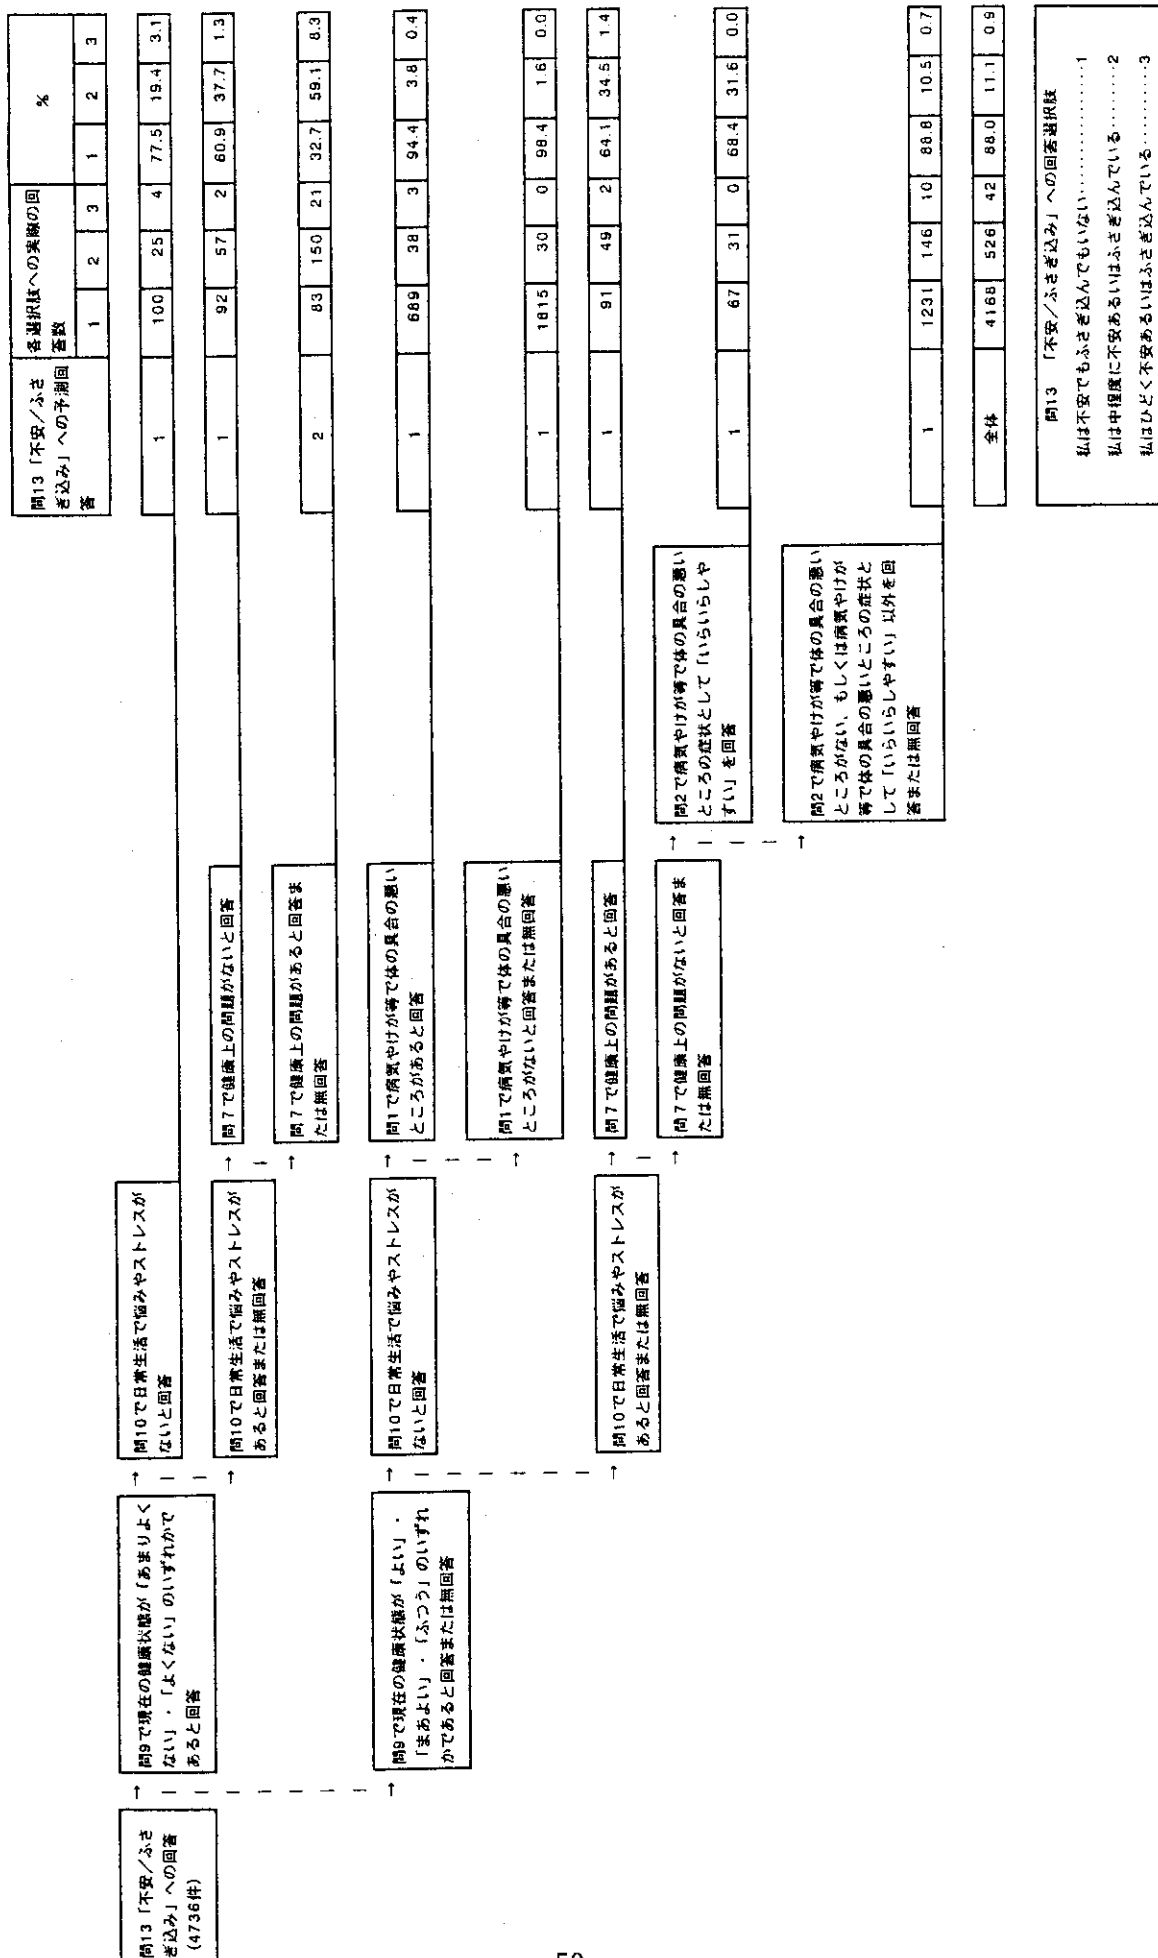 問13「不安／ふさ
ぎ込み」への回答
(4736件)
問9で現在の健康状態が「あまりよく
ない」・「よくない」のいずれかで
あると回答
問9で現在の健康状態が「よい」・
「まあよい」・「ふつう」のいずれ
かであると回答または無回答
問10で日常生活で悩みやストレスが
ないと回答
問10で日常生活で悩みやストレスが
あると回答または無回答
問10で日常生活で悩みやストレスが
ないと回答
問10で日常生活で悩みやストレスが
あると回答または無回答
問7で健康上の問題がないと回答
問7で健康上の問題があると回答ま
たは無回答
問1で病気やけが等で体の具合の悪い
ところがあると回答
問1で病気やけが等で体の具合の悪い
ところがないと回答または無回答
問7で健康上の問題があると回答
問7で健康上の問題がないと回答ま
たは無回答
問2で病気やけが等で体の具合の悪い
ところの症状として「いらいらしや
すい」を回答
問2で病気やけが等で体の具合の悪い
ところがない、もしくは病気やけが
等で体の具合の悪いところの症状と
して「いらいらしやすい」以外を回
答または無回答
問13「不安／ふさ
ぎ込み」への予測回
答
各選択肢への実際の回
答数
%
1 2 3 1 2 3
1 100 25 4 77.5 19.4 3.1
1 92 57 2 60.9 37.7 1.3
2 83 150 21 32.7 59.1 8.3
1 689 38 3 94.4 3.8 0.4
1 1815 30 0 98.4 1.6 0.0
1 91 49 2 64.1 34.5 1.4
1 67 31 0 68.4 31.6 0.0
1 1231 146 10 88.8 10.5 0.7
全体 4168 526 42 88.0 11.1 0.9
問13 「不安／ふさぎ込み」への回答選択肢
私は不安でもふさぎ込んでもいない……………1
私は中程度に不安あるいはふさぎ込んでいる………2
私はひどく不安あるいはふさぎ込んでいる…………3